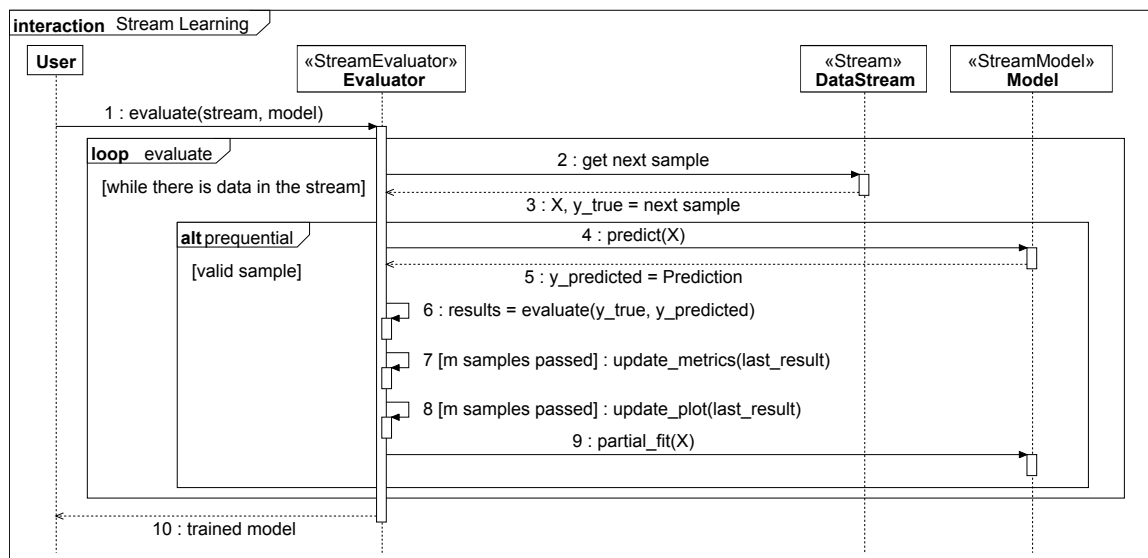 interaction Stream Learning
User
«StreamEvaluator»
Evaluator
«Stream»
DataStream
«StreamModel»
Model
1 : evaluate(stream, model)
loop evaluate
[while there is data in the stream]
2 : get next sample
3 : X, y_true = next sample
alt prequential
[valid sample]
4 : predict(X)
5 : y_predicted = Prediction
6 : results = evaluate(y_true, y_predicted)
7 [m samples passed] : update_metrics(last_result)
8 [m samples passed] : update_plot(last_result)
9 : partial_fit(X)
10 : trained model